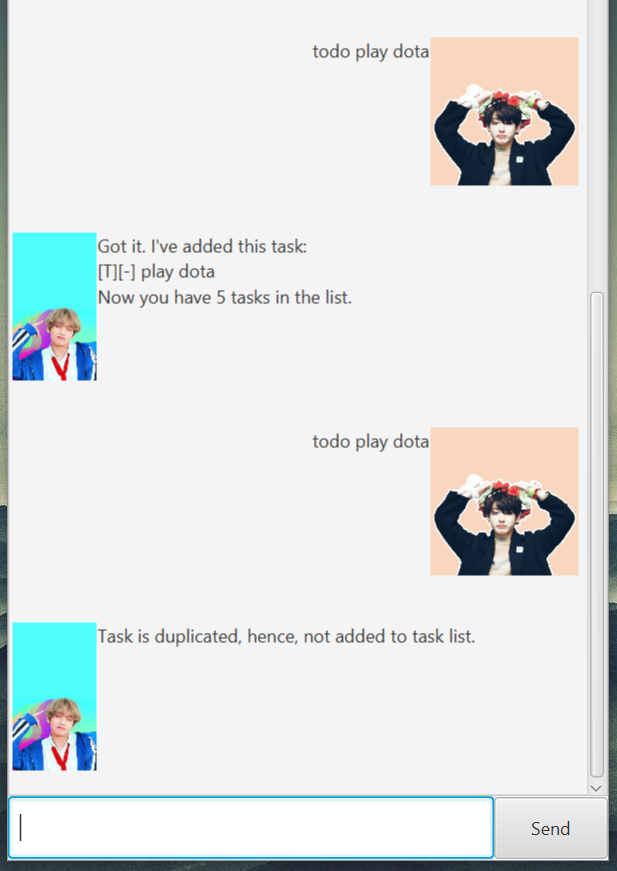 todo play dota
Got it. I've added this task:
[T][-] play dota
Now you have 5 tasks in the list.
todo play dota
Task is duplicated, hence, not added to task list.
Send